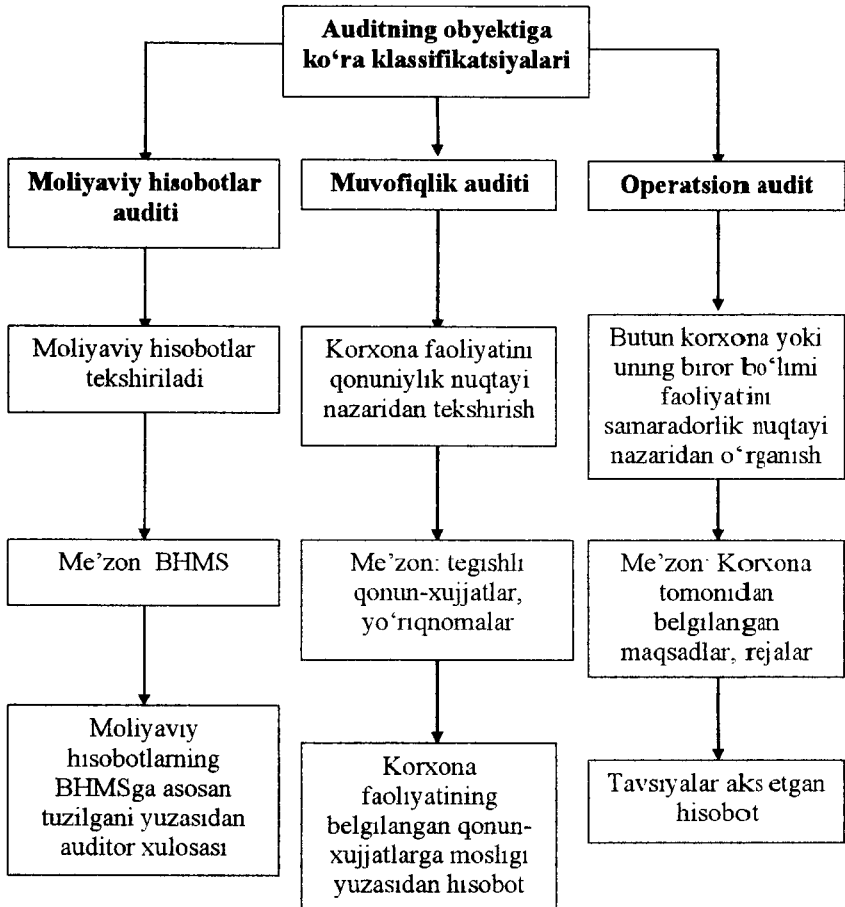 Auditning obyektiga
ko‘ra klassifikatsiyalari
Moliyaviy hisobotlar
auditi
Muvofiqlik auditi
Operatsion audit
Moliyaviy hisobotlar
tekshiriladi
Korxona faoliyatini
qonuniylik nuqtayi
nazaridan tekshirish
Butun korxona yoki
uning biror bo‘limi
faoliyatini
samaradorlik nuqtayi
nazaridan o‘rganish
Me’zon BHMS
Me’zon: tegishli
qonun-xujjatlar,
yo‘riqnomalar
Me’zon: Korxona
tomonidan
belgilangan
maqsadlar, rejalar
Moliyaviy
hisobotlarning
BHMSga asosan
tuzilgani yuzasidan
auditor xulosasi
Korxona
faoliyatining
belgilangan qonun-
xujjatlarga mosligi
yuzasidan hisobot
Tavsiyalar aks etgan
hisobot